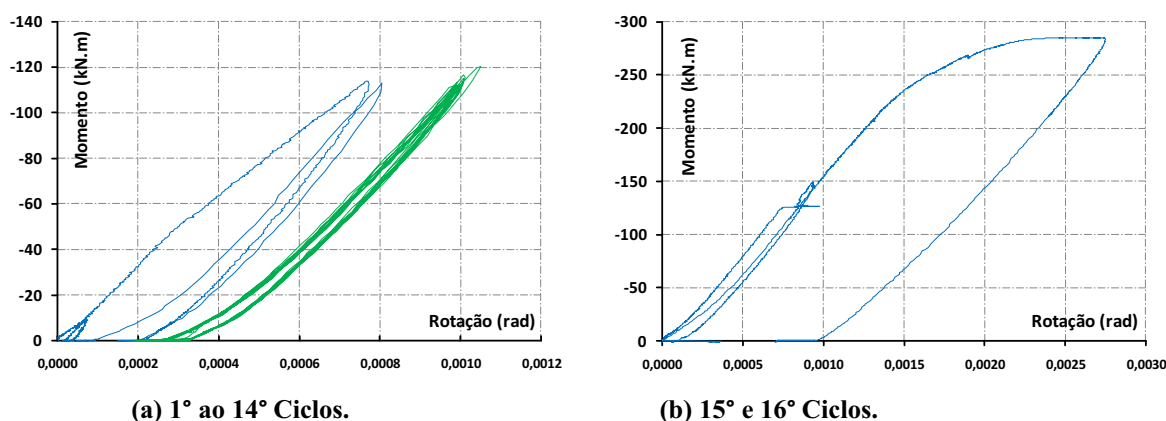 -140
-120
-100
-80
-60
-40
-20
0
Momento (kN.m)
Rotação (rad)
0,0000 0,0002 0,0004 0,0006 0,0008 0,0010 0,0012
(a) 1° ao 14° Ciclos.
-300
-250
-200
-150
-100
-50
0
Momento (kN.m)
Rotação (rad)
0,0000 0,0005 0,0010 0,0015 0,0020 0,0025 0,0030
(b) 15° e 16° Ciclos.